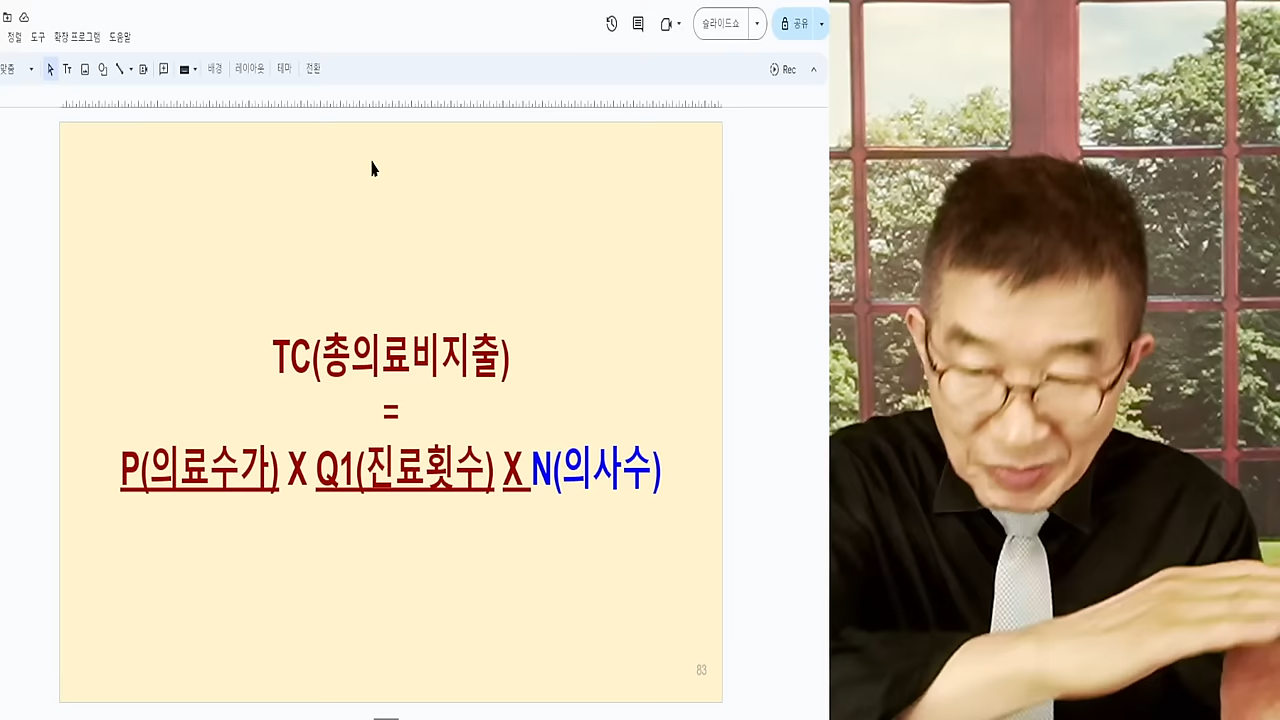 정렬 도구 확장 프로그램 도움말
슬라이드쇼
공유
맞춤
배경 레이아웃 테마 전환
Rec
TC(총의료비지출)
=
P(의료수가) X Q1(진료횟수) X N(의사수)
83